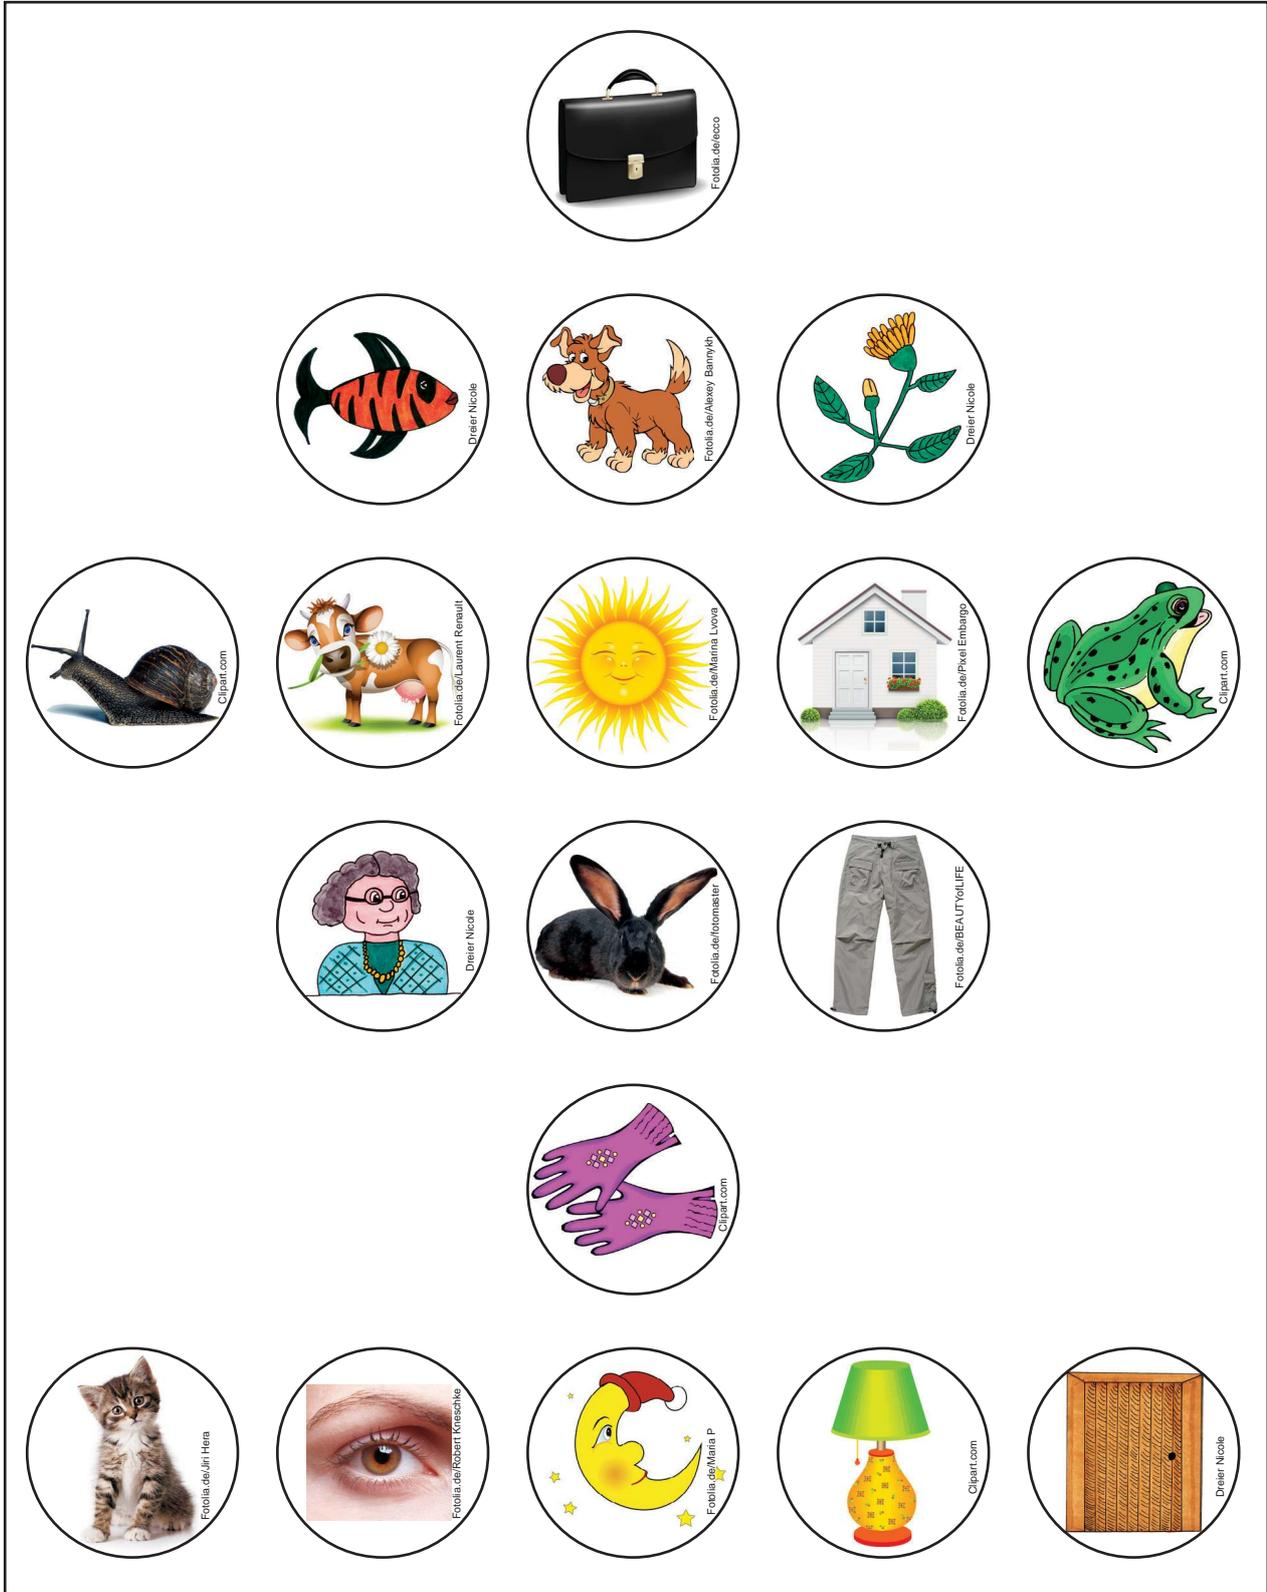 Fotolia.de/ecco
Dreier Nicole
Fotolia.de/Alexey Bannykh
Dreier Nicole
Clipart.com
Fotolia.de/Laurent Renault
Fotolia.de/Marina Lvova
Fotolia.de/Pixel Embargo
Clipart.com
Dreier Nicole
Fotolia.de/fotomaster
Fotolia.de/BEAUTYofLIFE
Clipart.com
Fotolia.de/Jiri Hera
Fotolia.de/Robert Kneschke
Fotolia.de/Maria P
Clipart.com
Dreier Nicole